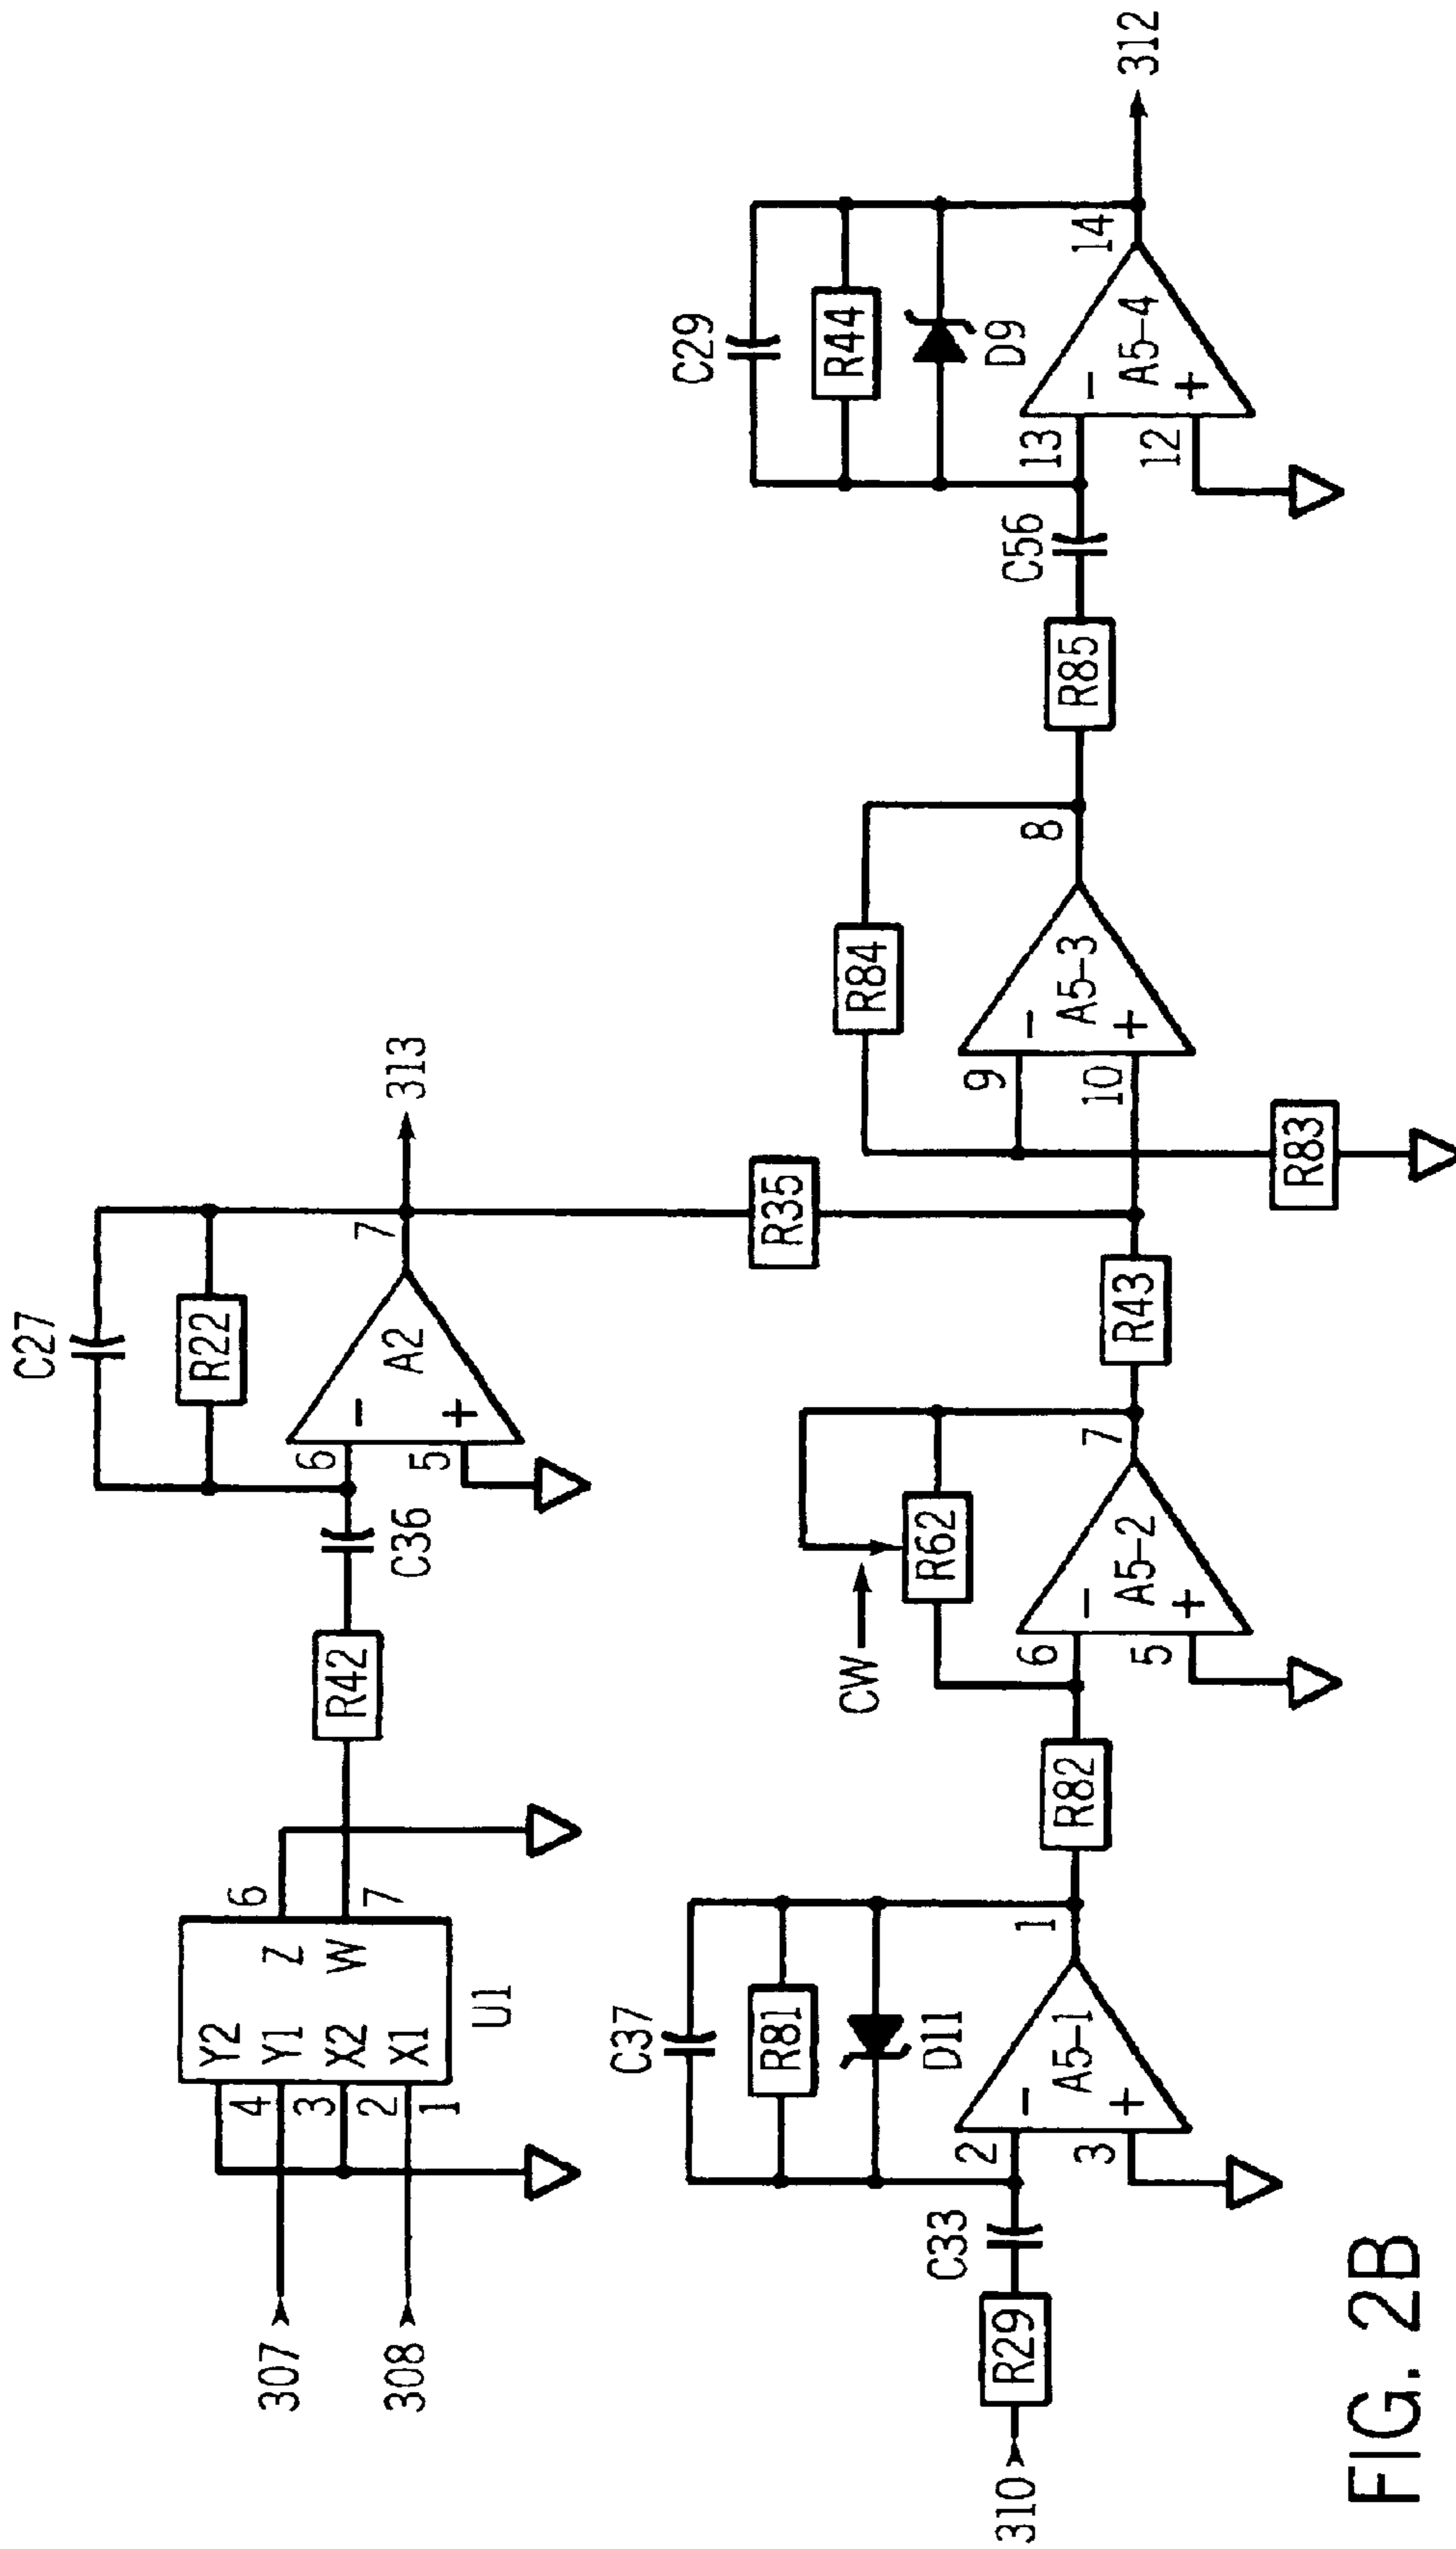 C27
R22
313
7
A2
−
+
6
5
C36
R42
6
7
Z
W
Y2
Y1
X2
X1
U1
4
3
2
1
307
308
R35
C29
R44
D9
312
14
A5-4
−
+
13
12
C56
R85
8
R84
A5-3
−
+
9
10
R83
R43
7
R62
CW
A5-2
−
+
6
5
R82
1
C37
R81
D11
A5-1
−
+
2
3
C33
R29
310
FIG. 2B